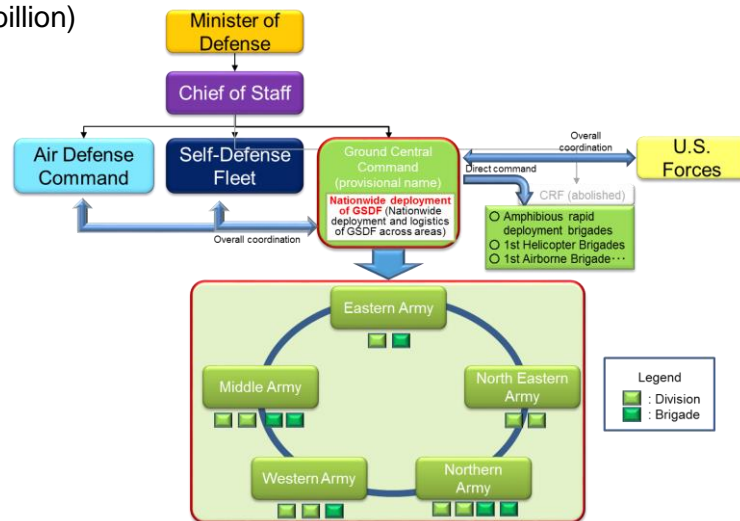 billion)
Minister of
Defense
Chief of Staff
Air Defense
Command
Self-Defense
Fleet
Ground Central
Command
(provisional name)
Nationwide deployment
of GSDF (Nationwide
deployment and logistics
of GSDF across areas)
Overall
coordination
U.S.
Forces
Direct command
CRF (abolished)
○ Amphibious rapid
deployment brigades
○ 1st Helicopter Brigades
○ 1st Airborne Brigade⋯
Overall coordination
Eastern Army
Middle Army
North Eastern
Army
Western Army
Northern
Army
Legend
: Division
: Brigade